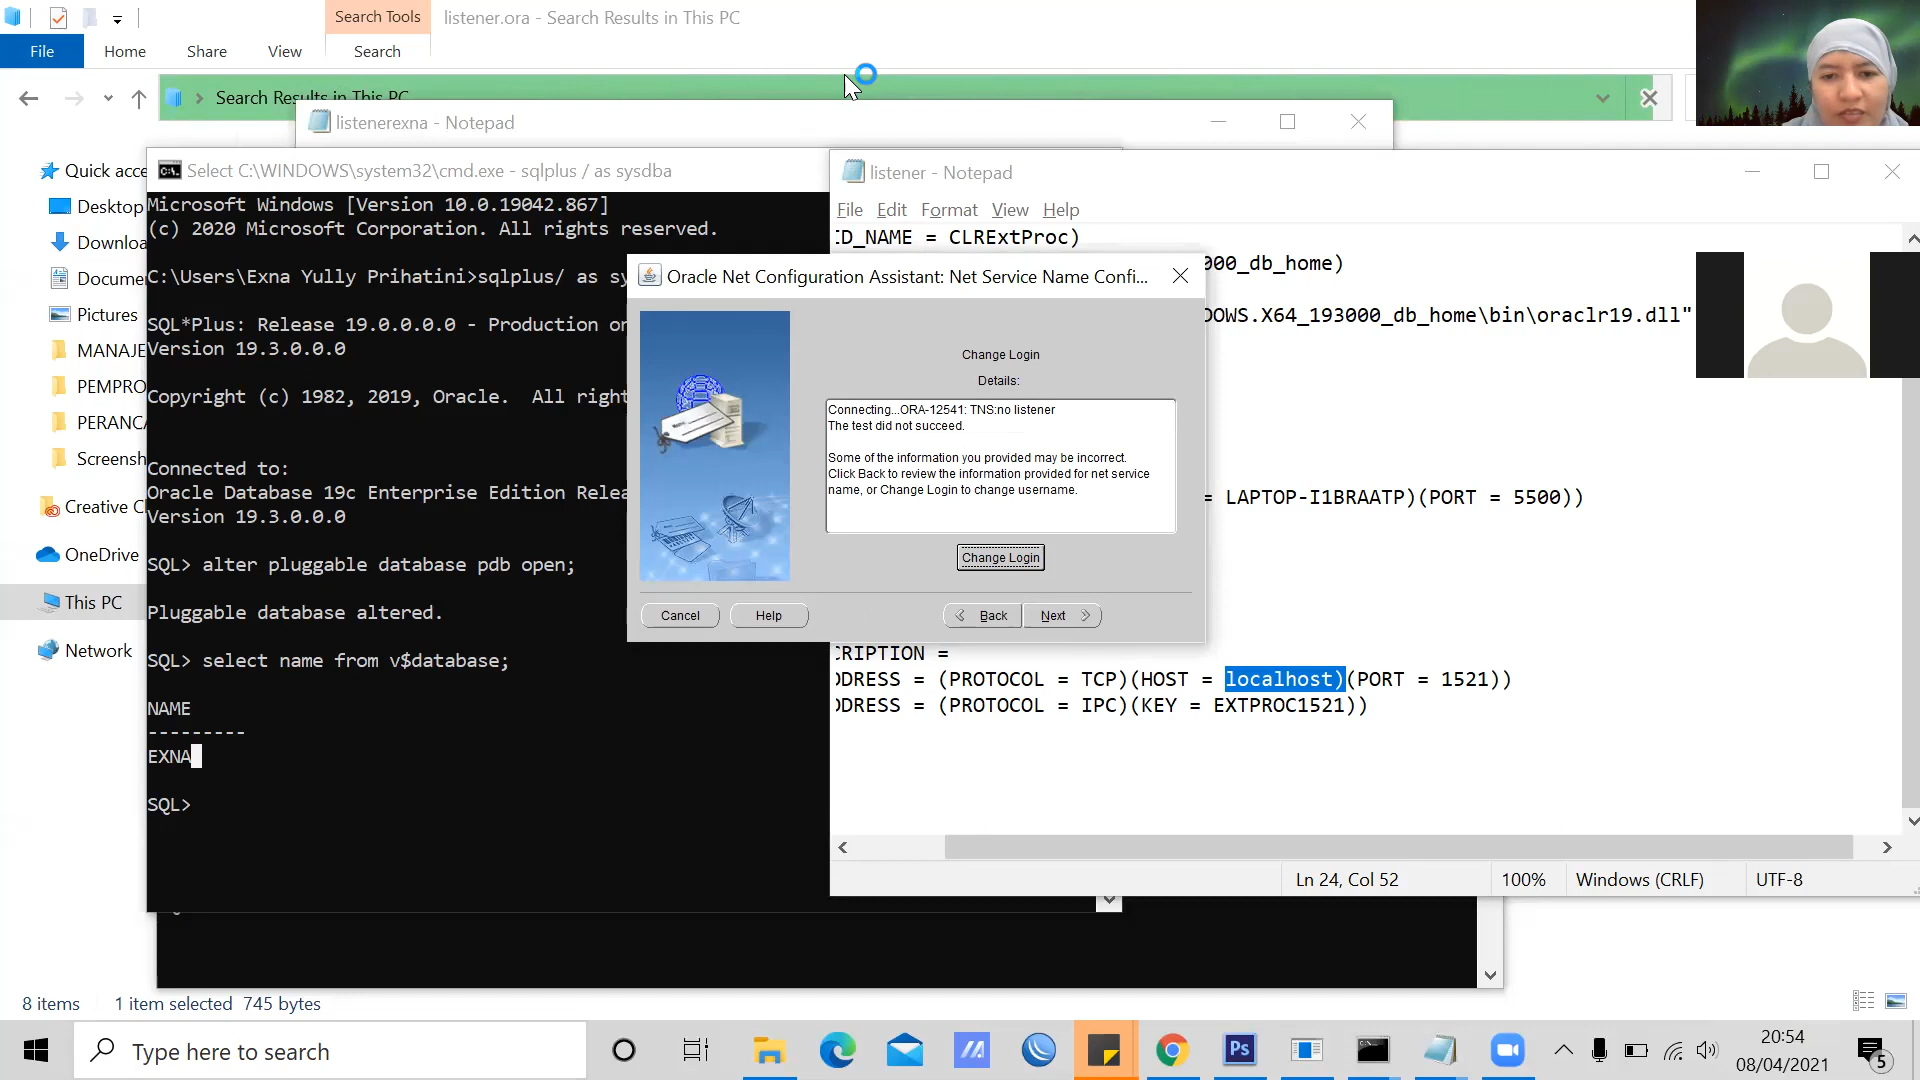 Search Tools
listener.ora - Search Results in This PC
File
Home
Share
View
Search
Search Results in This PC
listenerexna - Notepad
Quick acce
Desktop
Downloa
Docume
Pictures
MANAJE
PEMPRO
PERANCA
Screensh
Creative C
OneDrive
This PC
Network
Select C:\WINDOWS\system32\cmd.exe - sqlplus / as sysdba
Microsoft Windows [Version 10.0.19042.867]
(c) 2020 Microsoft Corporation. All rights reserved.
C:\Users\Exna Yully Prihatini>sqlplus/ as sy
SQL*Plus: Release 19.0.0.0.0 - Production on
Version 19.3.0.0.0
Copyright (c) 1982, 2019, Oracle.  All right
Connected to:
Oracle Database 19c Enterprise Edition Relea
Version 19.3.0.0.0
SQL> alter pluggable database pdb open;
Pluggable database altered.
SQL> select name from v$database;
NAME
---------
EXNA
SQL>
listener - Notepad
File Edit Format View Help
ID_NAME = CLRExtProc)
000_db_home)
DOWS.X64_193000_db_home\bin\oraclr19.dll"
= LAPTOP-I1BRAATP)(PORT = 5500))
CRIPTION =
DDRESS = (PROTOCOL = TCP)(HOST = localhost)(PORT = 1521))
DDRESS = (PROTOCOL = IPC)(KEY = EXTPROC1521))
Ln 24, Col 52
100%
Windows (CRLF)
UTF-8
Oracle Net Configuration Assistant: Net Service Name Confi...
Change Login
Details:
Connecting...ORA-12541: TNS:no listener
The test did not succeed.
Some of the information you provided may be incorrect.
Click Back to review the information provided for net service
name, or Change Login to change username.
Change Login
Cancel
Help
Back
Next
8 items
1 item selected 745 bytes
Type here to search
Ps
20:54
08/04/2021
5